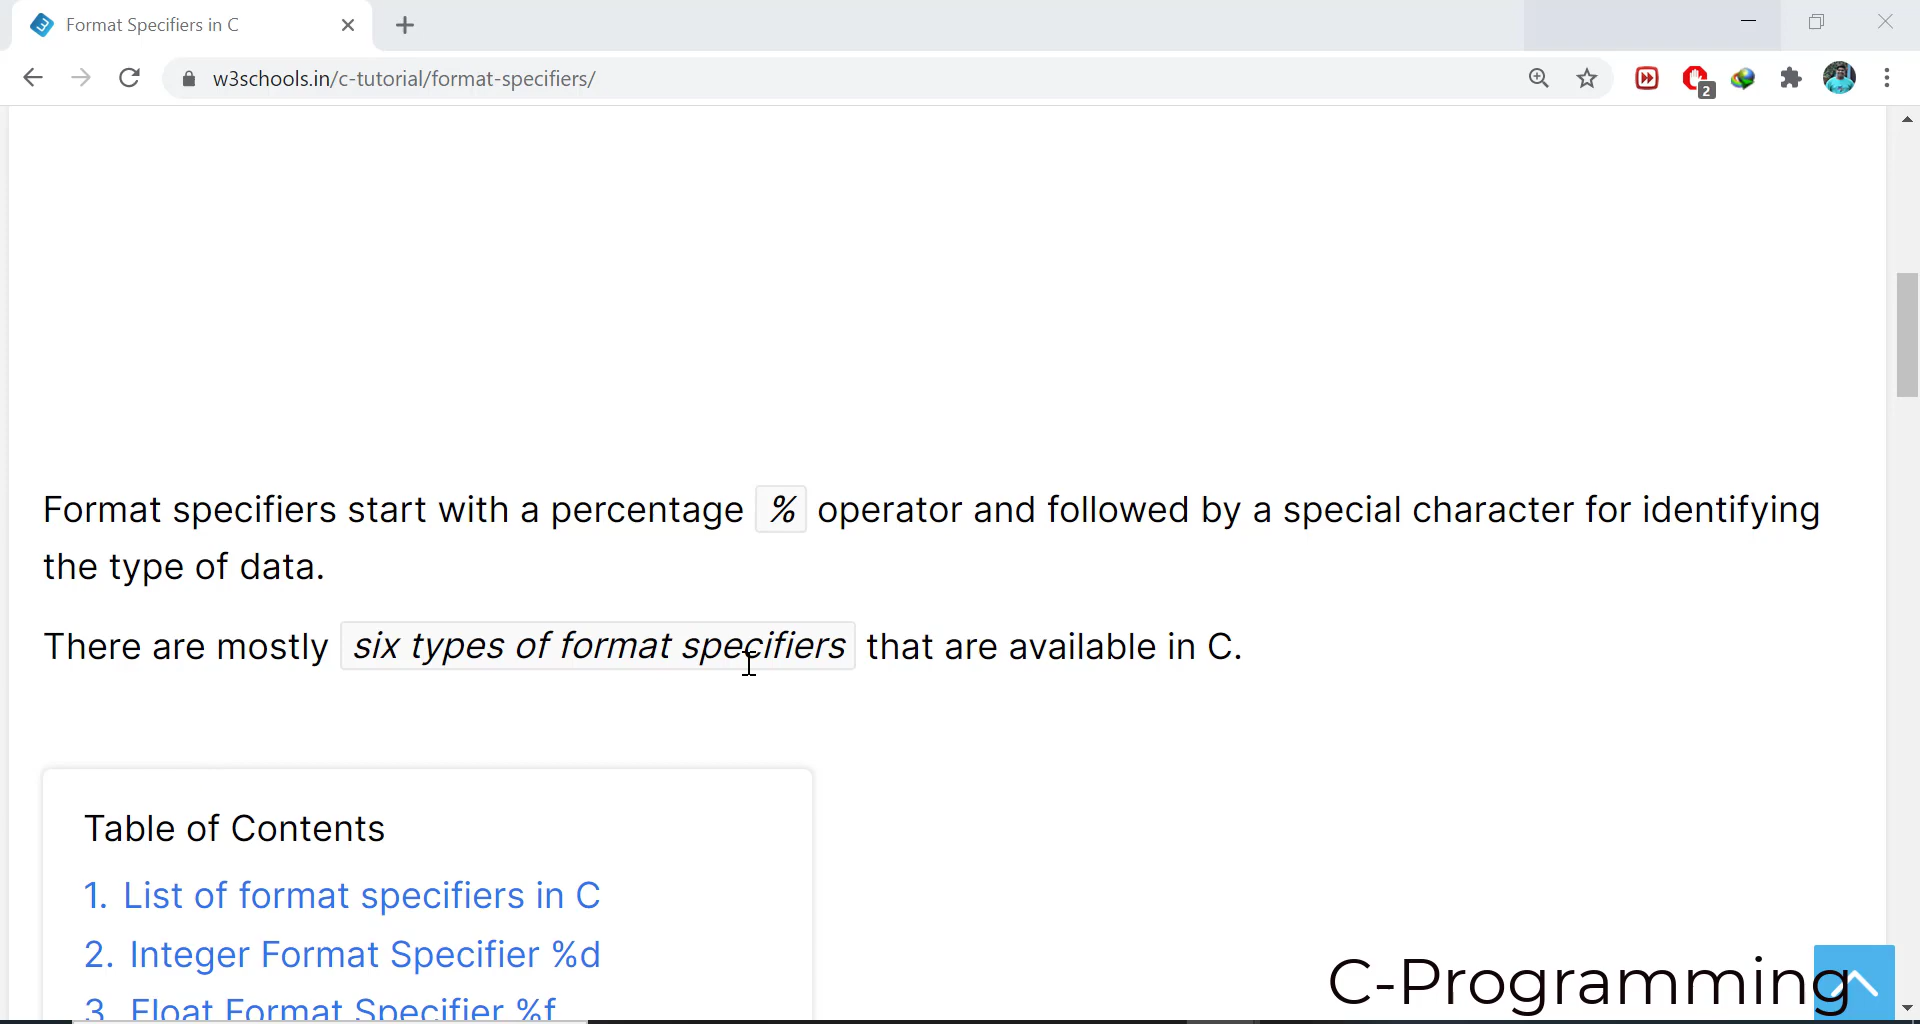 Format Specifiers in C
w3schools.in/c-tutorial/format-specifiers/
2
Format specifiers start with a percentage % operator and followed by a special character for identifying
the type of data.
There are mostly six types of format specifiers that are available in C.
Table of Contents
1. List of format specifiers in C
2. Integer Format Specifier %d
3. Float Format Specifier %f
C-Programming